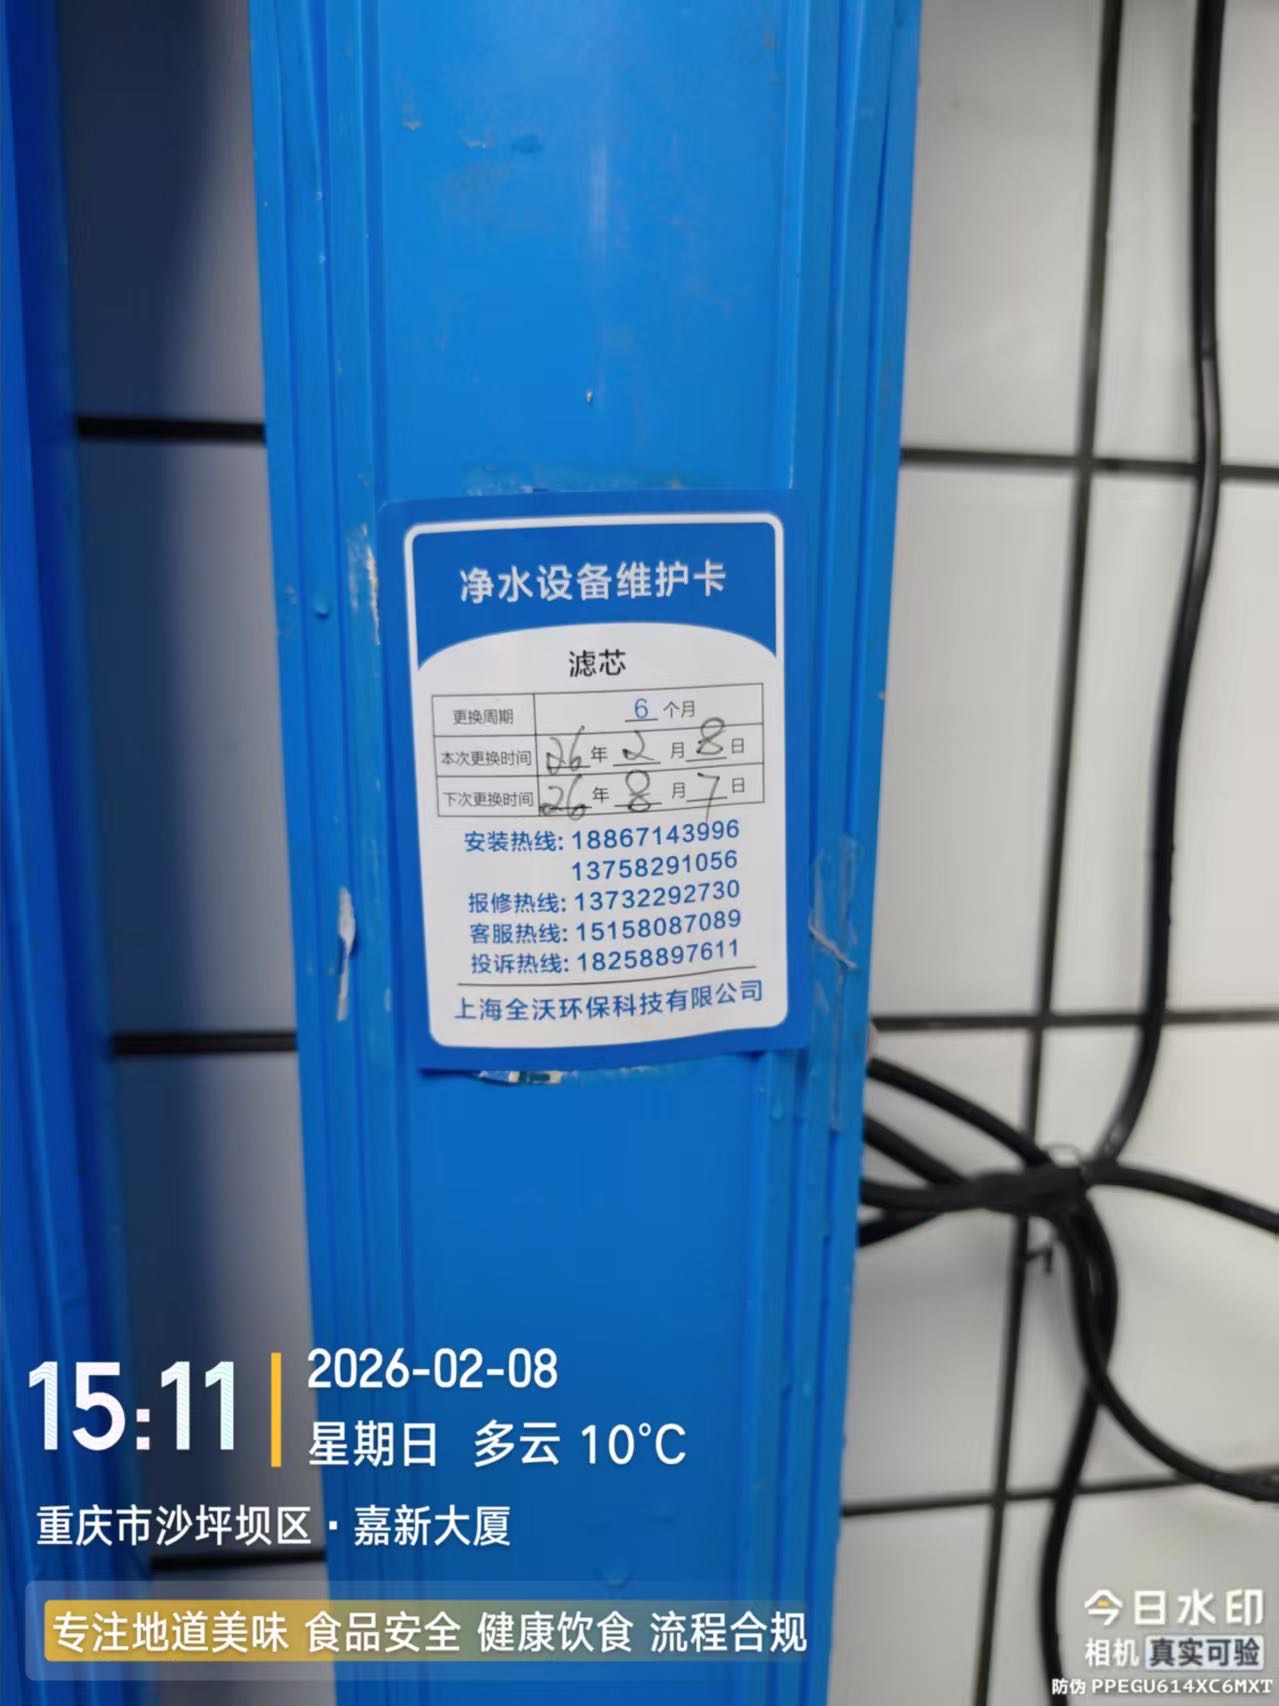 净水设备维护卡
滤芯
更换周期 6 个月
本次更换时间 26年 2 月 8 日
下次更换时间 26年 8 月 7 日
安装热线: 18867143996
13758291056
报修热线: 13732292730
客服热线: 15158087089
投诉热线: 18258897611
上海全沃环保科技有限公司
15:11
2026-02-08
星期日 多云 10℃
重庆市沙坪坝区·嘉新大厦
专注地道美味 食品安全 健康饮食 流程合规
今日水印
相机 真实可验
防伪 PPEGU614XC6MXT